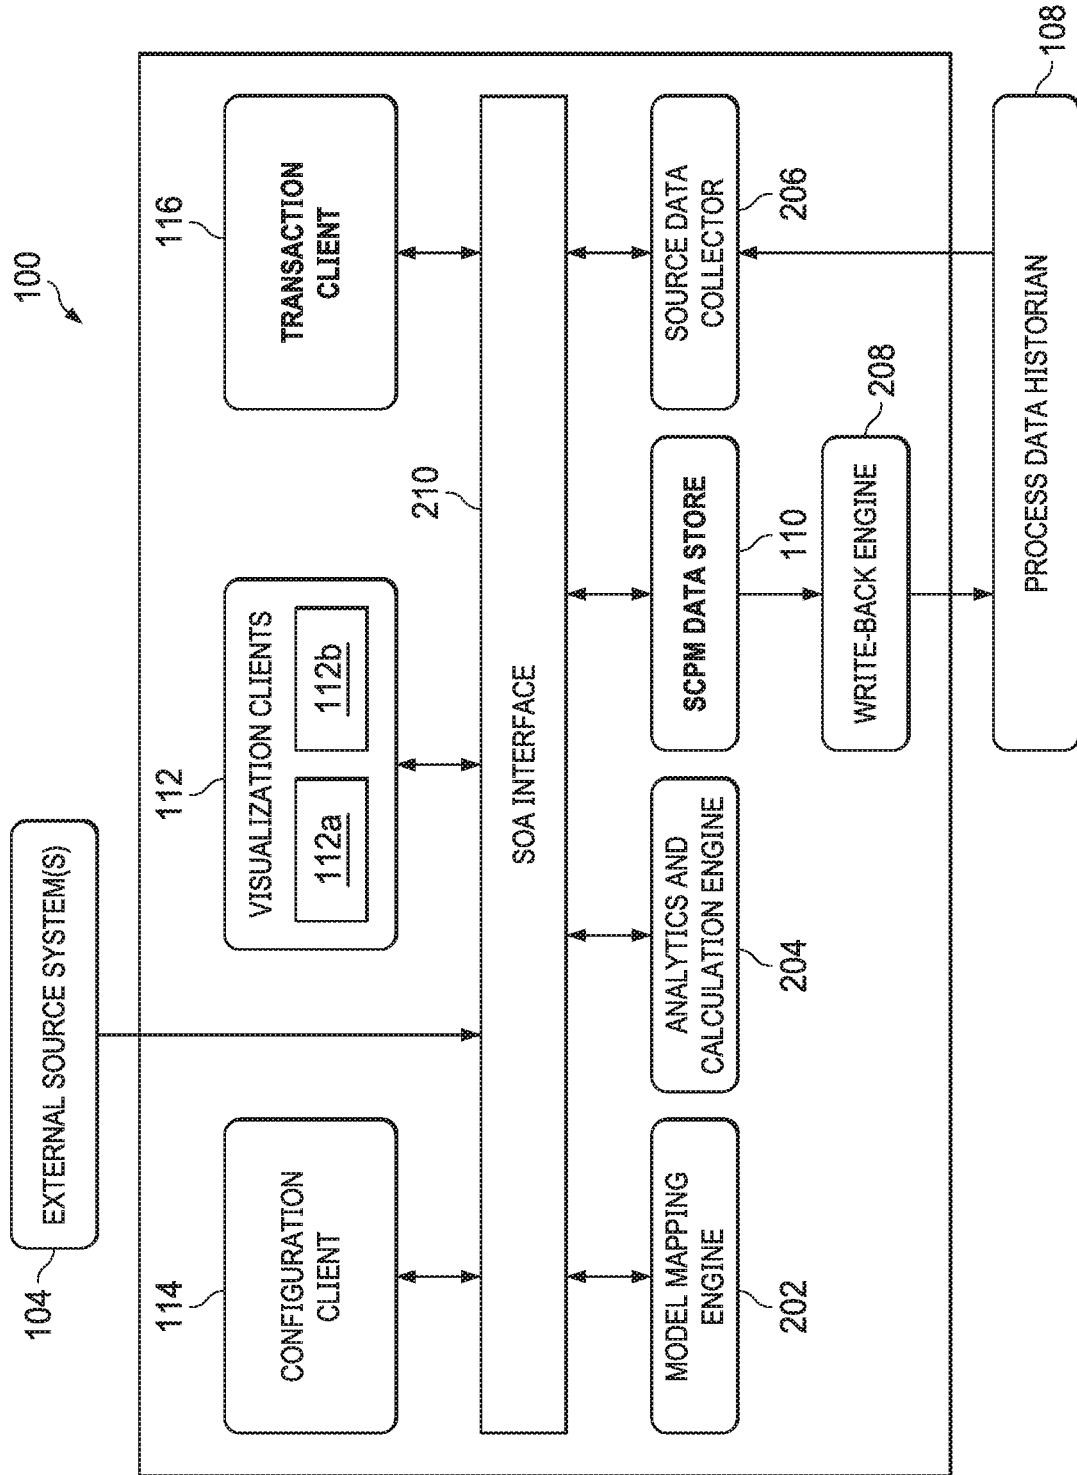 100
104
EXTERNAL SOURCE SYSTEM(S)
114
CONFIGURATION
CLIENT
112
VISUALIZATION CLIENTS
112a
112b
116
TRANSACTION
CLIENT
210
SOA INTERFACE
MODEL MAPPING
ENGINE
202
ANALYTICS AND
CALCULATION ENGINE
204
SCPM DATA STORE
110
SOURCE DATA
COLLECTOR
206
WRITE-BACK ENGINE
208
PROCESS DATA HISTORIAN
108